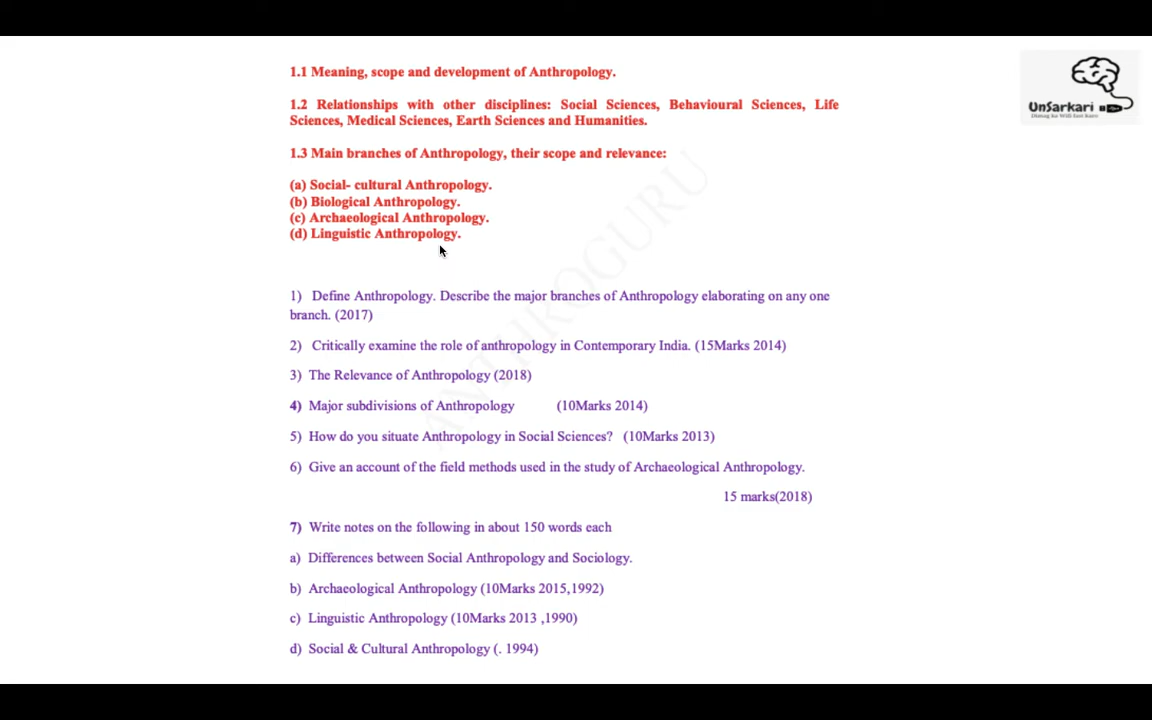 1.1 Meaning, scope and development of Anthropology.
1.2 Relationships with other disciplines: Social Sciences, Behavioural Sciences, Life
Sciences, Medical Sciences, Earth Sciences and Humanities.
1.3 Main branches of Anthropology, their scope and relevance:
(a) Social- cultural Anthropology.
(b) Biological Anthropology.
(c) Archaeological Anthropology.
(d) Linguistic Anthropology.
1) Define Anthropology. Describe the major branches of Anthropology elaborating on any one
branch. (2017)
2) Critically examine the role of anthropology in Contemporary India. (15Marks 2014)
3) The Relevance of Anthropology (2018)
4) Major subdivisions of Anthropology (10Marks 2014)
5) How do you situate Anthropology in Social Sciences? (10Marks 2013)
6) Give an account of the field methods used in the study of Archaeological Anthropology.
15 marks(2018)
7) Write notes on the following in about 150 words each
a) Differences between Social Anthropology and Sociology.
b) Archaeological Anthropology (10Marks 2015,1992)
c) Linguistic Anthropology (10Marks 2013 ,1990)
d) Social & Cultural Anthropology (. 1994)
ANTHROGURU
UnSarkari
Dimag ka Will Just kare